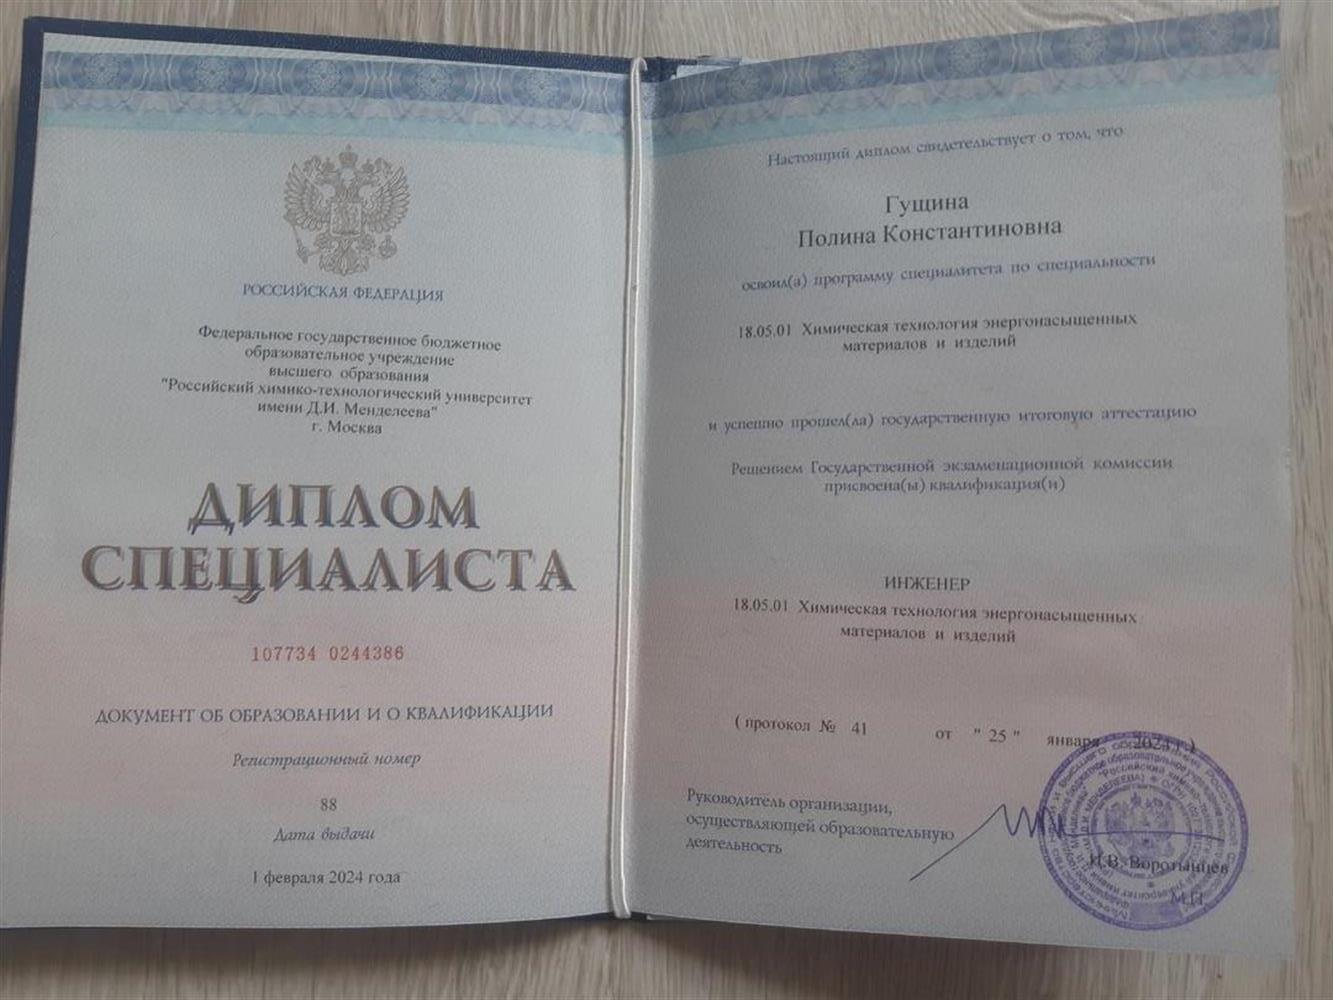 РОССИЙСКАЯ ФЕДЕРАЦИЯ
Федеральное государственное бюджетное
образовательное учреждение
высшего образования
"Российский химико-технологический университет
имени Д.И. Менделеева"
г. Москва
ДИПЛОМ
СПЕЦИАЛИСТА
107734 0244386
ДОКУМЕНТ ОБ ОБРАЗОВАНИИ И О КВАЛИФИКАЦИИ
Регистрационный номер
88
Дата выдачи
1 февраля 2024 года
Настоящий диплом свидетельствует о том, что
Гущина
Полина Константиновна
освоил(а) программу специалитета по специальности
18.05.01 Химическая технология энергонасыщенных
материалов и изделий
и успешно прошел(ла) государственную итоговую аттестацию
Решением Государственной экзаменационной комиссии
присвоена(ы) квалификация(и)
ИНЖЕНЕР
18.05.01 Химическая технология энергонасыщенных
материалов и изделий
( протокол № 41 от " 25 " января 2024 г. )
Руководитель организации,
осуществляющей образовательную
деятельность
И.В. Воротынцев
М.П.